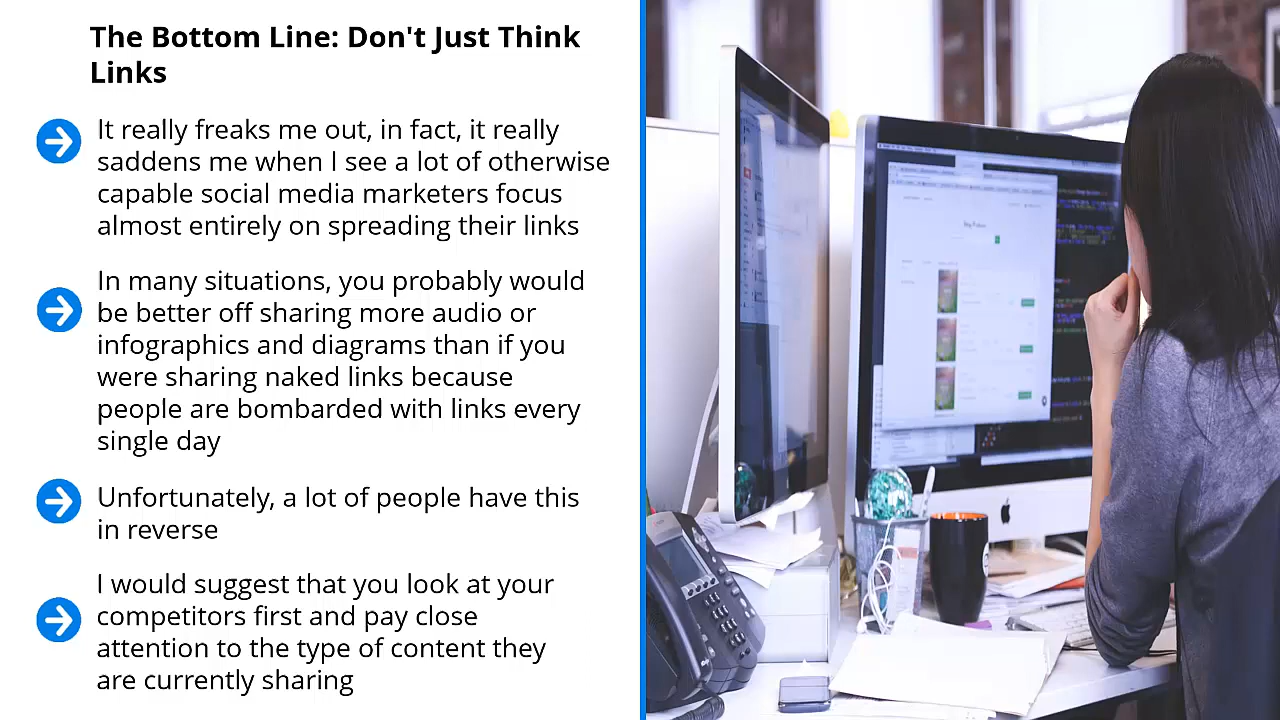 The Bottom Line: Don't Just Think
Links
It really freaks me out, in fact, it really
saddens me when I see a lot of otherwise
capable social media marketers focus
almost entirely on spreading their links
In many situations, you probably would
be better off sharing more audio or
infographics and diagrams than if you
were sharing naked links because
people are bombarded with links every
single day
Unfortunately, a lot of people have this
in reverse
I would suggest that you look at your
competitors first and pay close
attention to the type of content they
are currently sharing